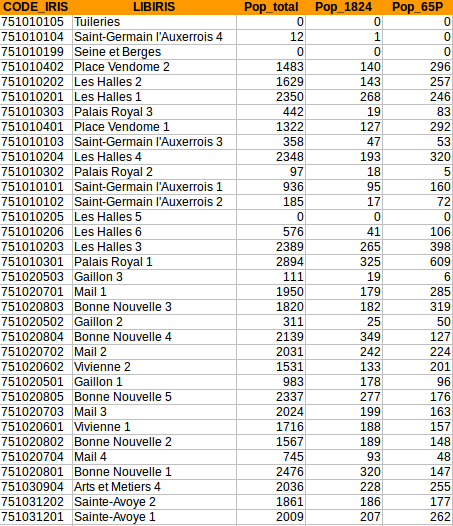 CODE_IRIS LIBIRIS Pop_total Pop_1824 Pop_65P
751010105 Tuileries 0 0 0
751010104 Saint-Germain l'Auxerrois 4 12 1 0
751010199 Seine et Berges 0 0 0
751010402 Place Vendome 2 1483 140 296
751010202 Les Halles 2 1629 143 257
751010201 Les Halles 1 2350 268 246
751010303 Palais Royal 3 442 19 83
751010401 Place Vendome 1 1322 127 292
751010103 Saint-Germain l'Auxerrois 3 358 47 53
751010204 Les Halles 4 2348 193 320
751010302 Palais Royal 2 97 18 5
751010101 Saint-Germain l'Auxerrois 1 936 95 160
751010102 Saint-Germain l'Auxerrois 2 185 17 72
751010205 Les Halles 5 0 0 0
751010206 Les Halles 6 576 41 106
751010203 Les Halles 3 2389 265 398
751010301 Palais Royal 1 2894 325 609
751020503 Gaillon 3 111 19 6
751020701 Mail 1 1950 179 285
751020803 Bonne Nouvelle 3 1820 182 319
751020502 Gaillon 2 311 25 50
751020804 Bonne Nouvelle 4 2139 349 127
751020702 Mail 2 2031 242 224
751020602 Vivienne 2 1531 133 201
751020501 Gaillon 1 983 178 96
751020805 Bonne Nouvelle 5 2337 277 176
751020703 Mail 3 2024 199 163
751020601 Vivienne 1 1716 188 157
751020802 Bonne Nouvelle 2 1567 189 148
751020704 Mail 4 745 93 48
751020801 Bonne Nouvelle 1 2476 320 147
751030904 Arts et Metiers 4 2036 228 255
751031202 Sainte-Avoye 2 1861 186 177
751031201 Sainte-Avoye 1 2009 207 262